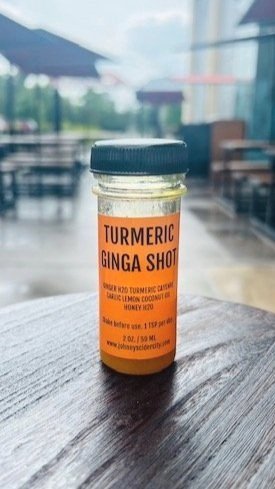 TURMERIC
GINGA SHOT
GINGER H2O TURMERIC CAYENNE
GARLIC LEMON COCONUT OIL
HONEY H2O
Shake before use. 1 TSP per day
2 OZ. / 59 ML
www.johneyscidercity.com